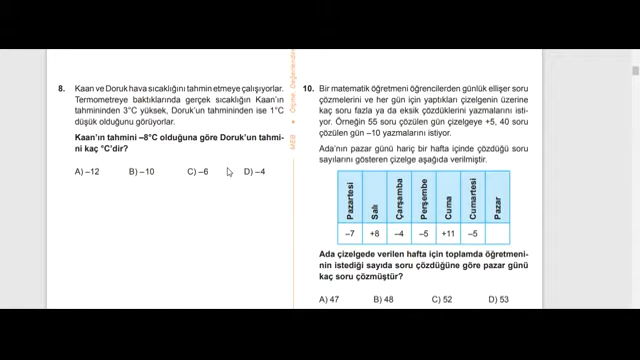 8. Kaan ve Doruk hava sıcaklığını tahmin etmeye çalışıyorlar.
Termometreye baktıklarında gerçek sıcaklığın Kaan'ın
tahmininden 3°C yüksek, Doruk'un tahmininden ise 1°C
düşük olduğunu görüyorlar.
Kaan'ın tahmini –8°C olduğuna göre Doruk'un tahmi-
ni kaç °C'dir?
A) –12 B) –10 C) –6 D) –4
MEB • Ölçme, Değerlendirme
10. Bir matematik öğretmeni öğrencilerden günlük ellişer soru
çözmelerini ve her gün için yaptıkları çizelgenin üzerine
kaç soru fazla ya da eksik çözdüklerini yazmalarını isti-
yor. Örneğin 55 soru çözülen gün çizelgeye +5, 40 soru
çözülen gün –10 yazmalarını istiyor.
Ada'nın pazar günü hariç bir hafta içinde çözdüğü soru
sayılarını gösteren çizelge aşağıda verilmiştir.
Pazartesi Salı Çarşamba Perşembe Cuma Cumartesi Pazar
–7 +8 –4 –5 +11 –5
Ada çizelgede verilen hafta için toplamda öğretmeni-
nin istediği sayıda soru çözdüğüne göre pazar günü
kaç soru çözmüştür?
A) 47 B) 48 C) 52 D) 53